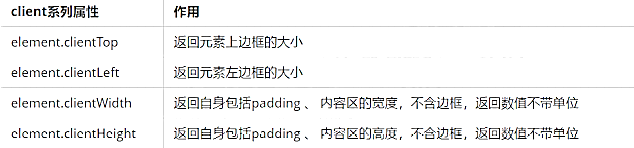 client系列属性 作用
element.clientTop 返回元素上边框的大小
element.clientLeft 返回元素左边框的大小
element.clientWidth 返回自身包括padding 、 内容区的宽度，不含边框，返回数值不带单位
element.clientHeight 返回自身包括padding 、 内容区的高度，不含边框，返回数值不带单位